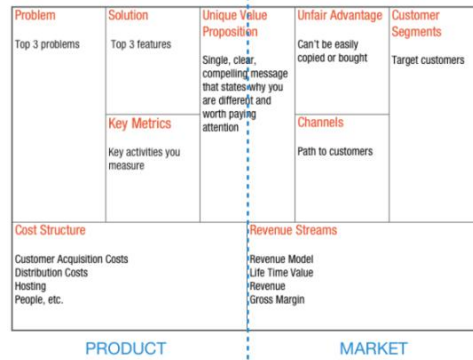 Problem
Top 3 problems
Solution
Top 3 features
Key Metrics
Key activities you
measure
Unique Value
Proposition
Single, clear,
compelling message
that states why you
are different and
worth paying
attention
Unfair Advantage
Can't be easily
copied or bought
Channels
Path to customers
Customer
Segments
Target customers
Cost Structure
Customer Acquisition Costs
Distribution Costs
Hosting
People, etc.
Revenue Streams
Revenue Model
Life Time Value
Revenue
Gross Margin
PRODUCT
MARKET